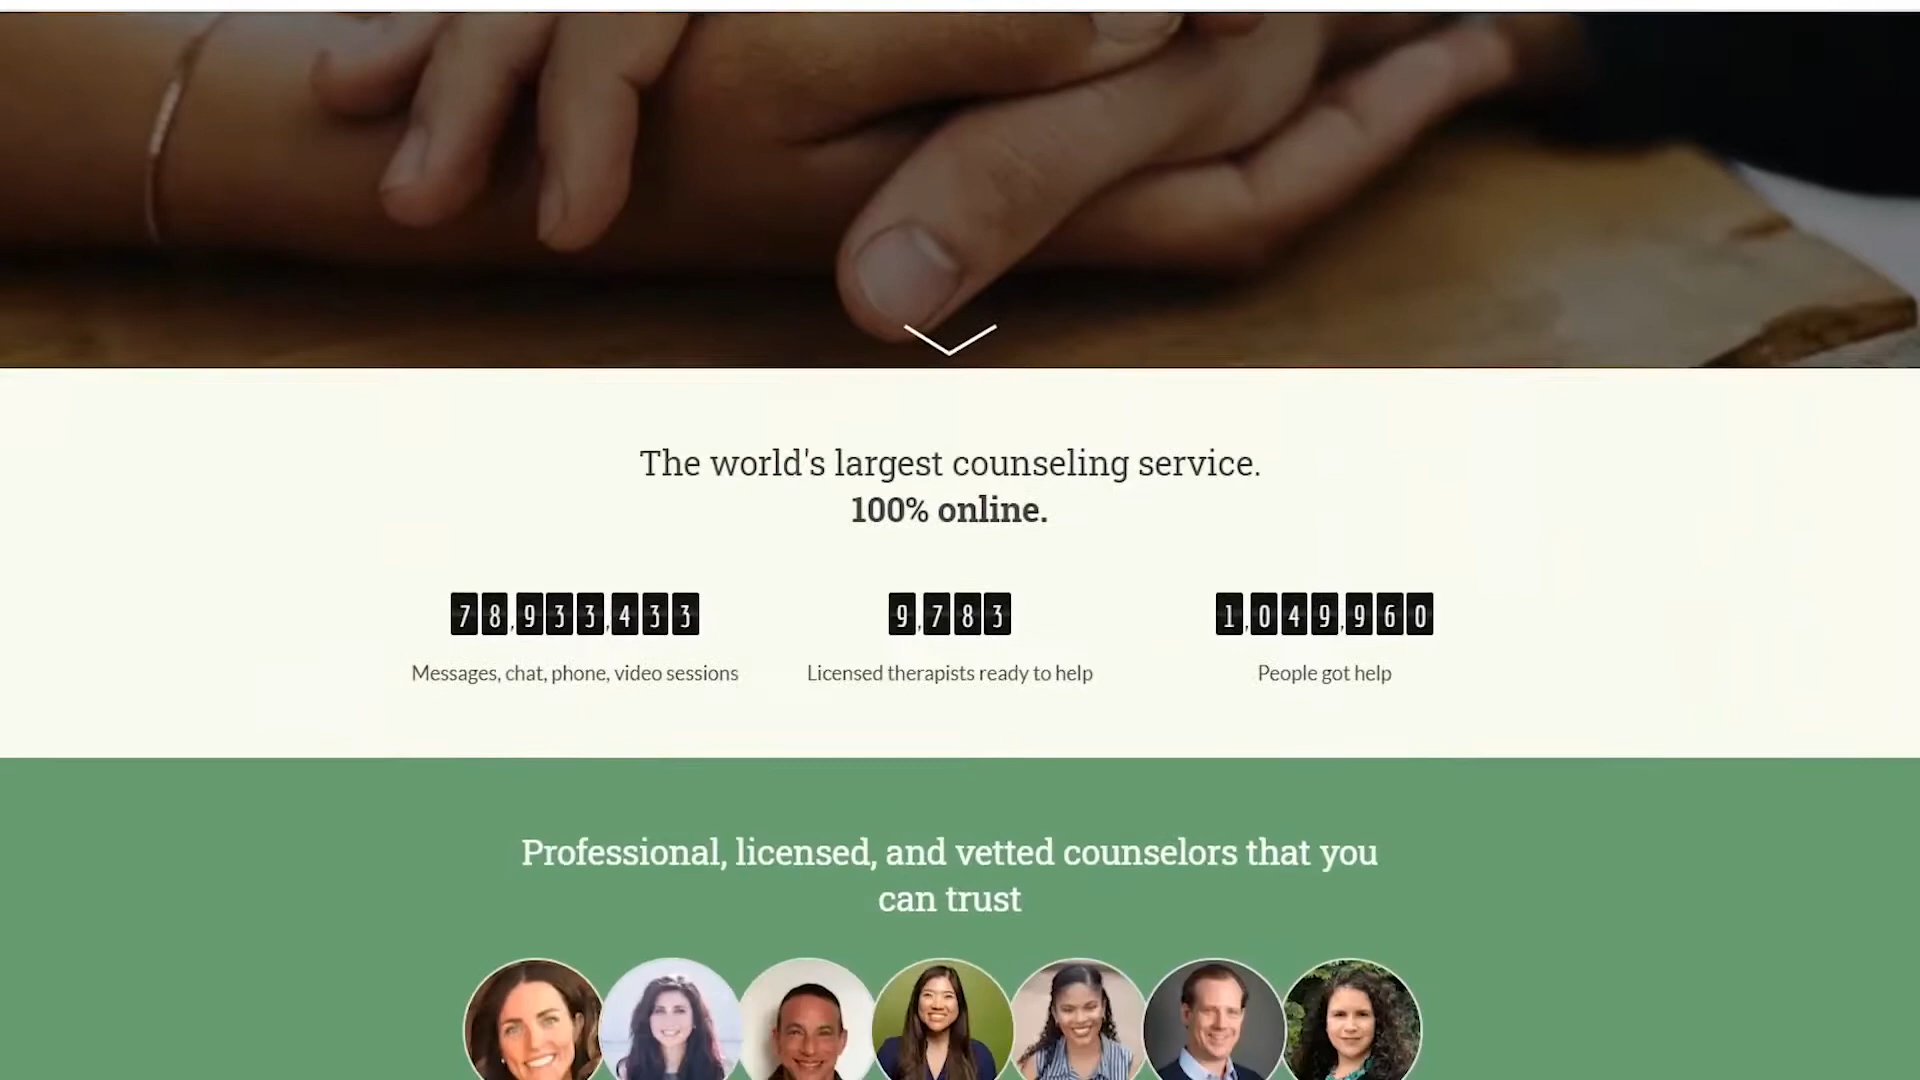 The world's largest counseling service.
100% online.
78,933,433
9,783
1,049,960
Messages, chat, phone, video sessions
Licensed therapists ready to help
People got help
Professional, licensed, and vetted counselors that you
can trust